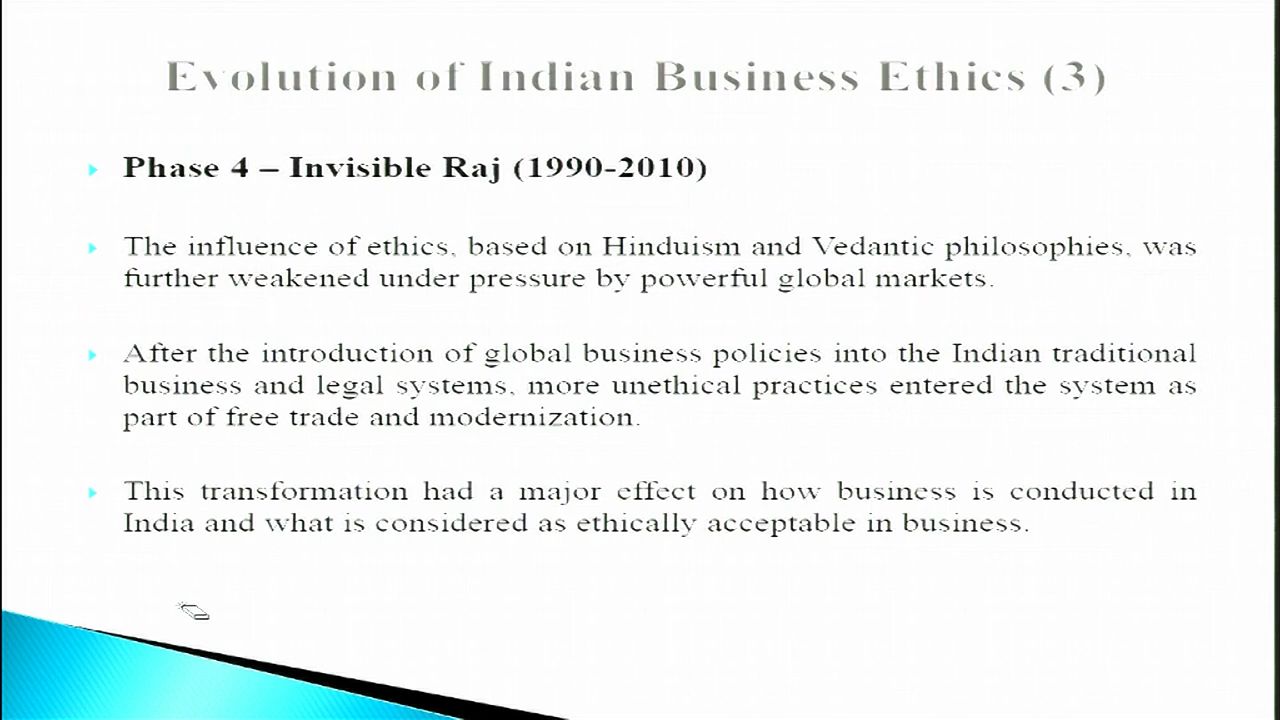 Evolution of Indian Business Ethics (3)
Phase 4 – Invisible Raj (1990-2010)
The influence of ethics, based on Hinduism and Vedantic philosophies, was
further weakened under pressure by powerful global markets.
After the introduction of global business policies into the Indian traditional
business and legal systems, more unethical practices entered the system as
part of free trade and modernization.
This transformation had a major effect on how business is conducted in
India and what is considered as ethically acceptable in business.